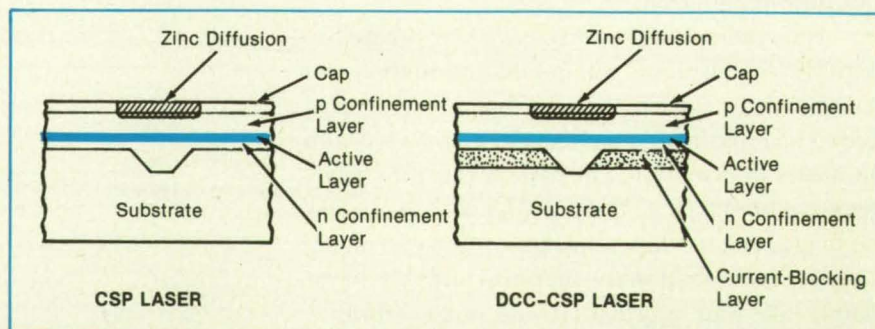 Zinc Diffusion
Cap
p Confinement
Layer
Active
Layer
n Confinement
Layer
Substrate
CSP LASER
Zinc Diffusion
Cap
p Confinement
Layer
Active
Layer
n Confinement
Layer
Current-Blocking
Layer
Substrate
DCC-CSP LASER